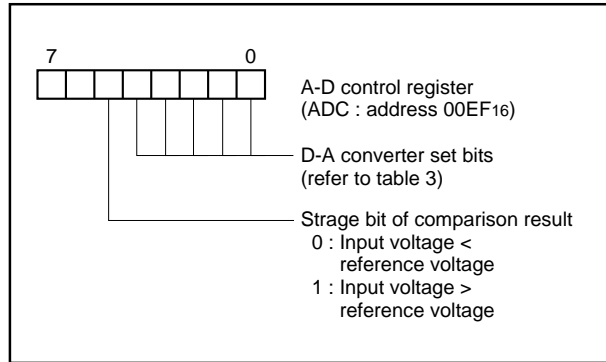 7 0
A-D control register
(ADC : address 00EF16)
D-A converter set bits
(refer to table 3)
Strage bit of comparison result
0 : Input voltage <
reference voltage
1 : Input voltage >
reference voltage